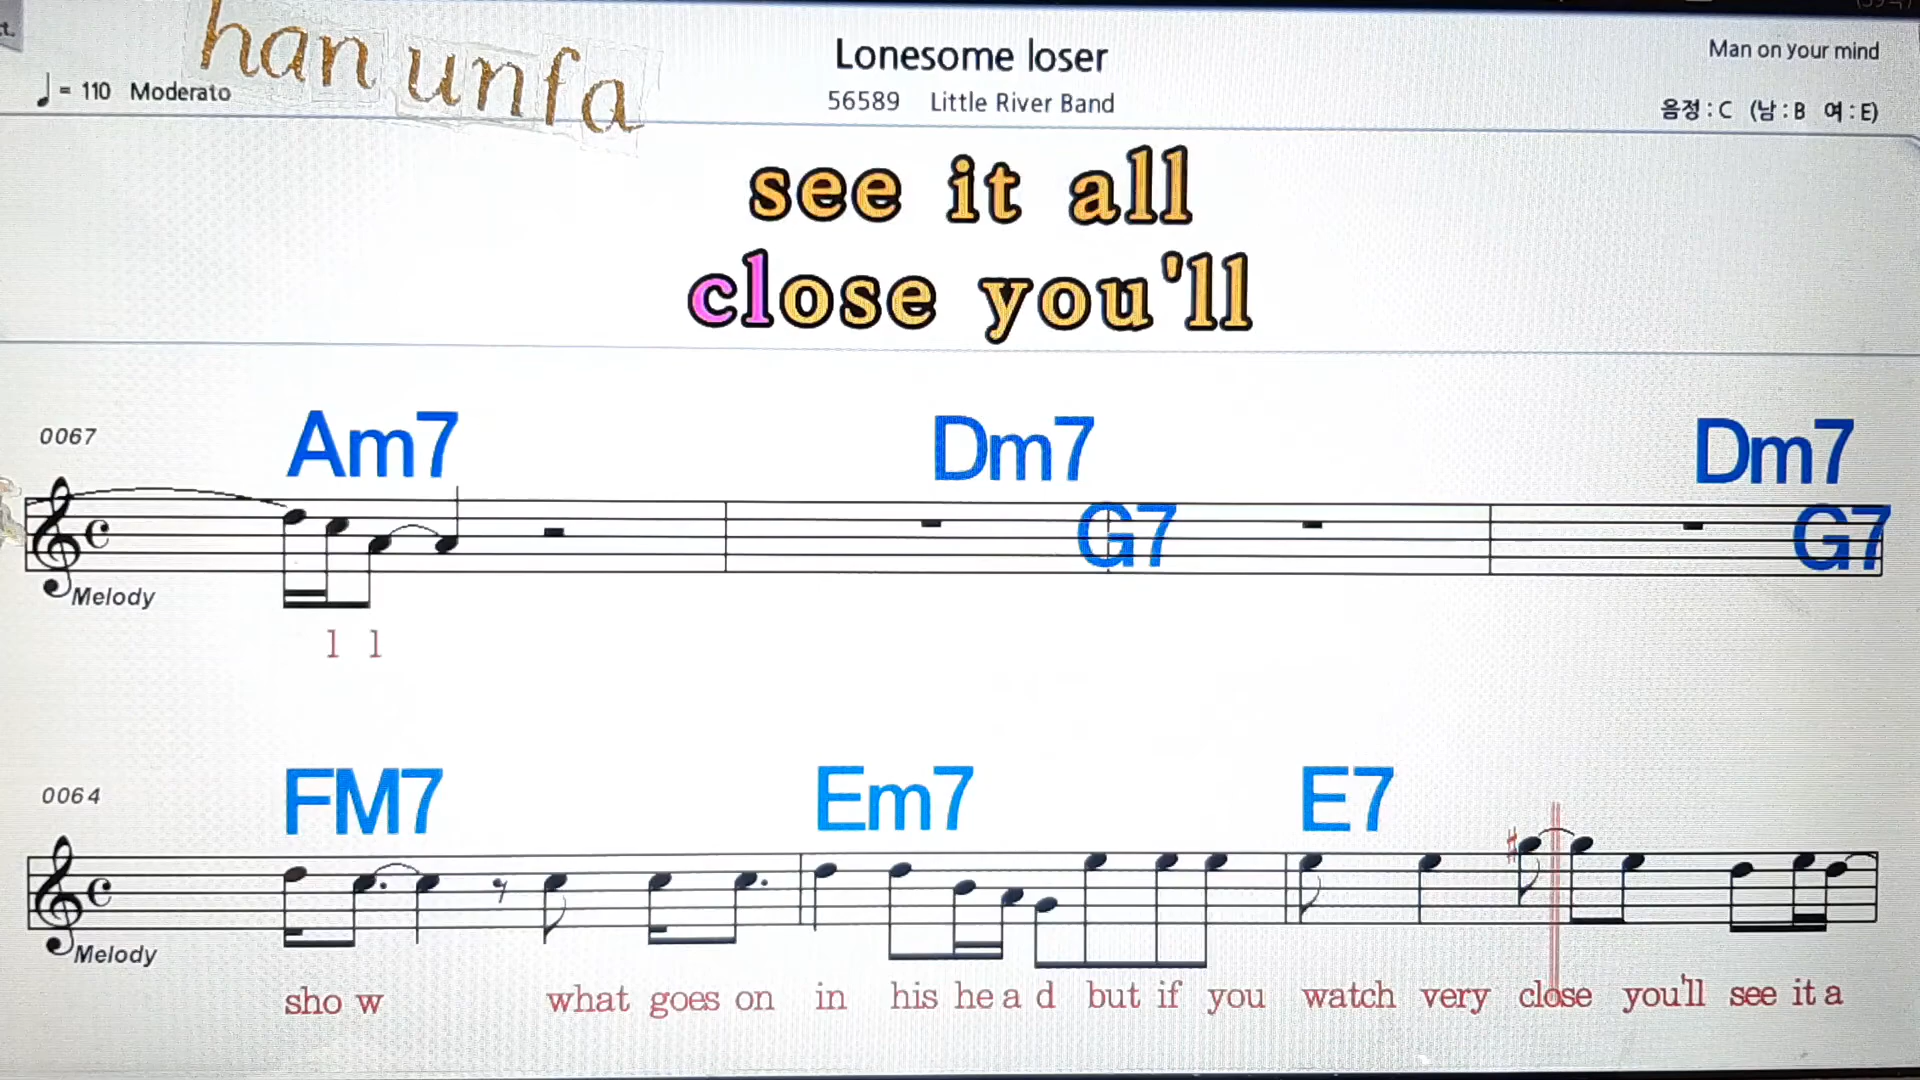 han unfa
Lonesome loser
Man on your mind
♩ = 110 Moderato
56589 Little River Band
음정 : C (남 : B 여 : E)
see it all
close you'll
0067
Am7 Dm7 G7 Dm7 G7
Melody
l l
0064
FM7 Em7 E7
Melody
sho w what goes on in his he a d but if you watch very close you'll see it a